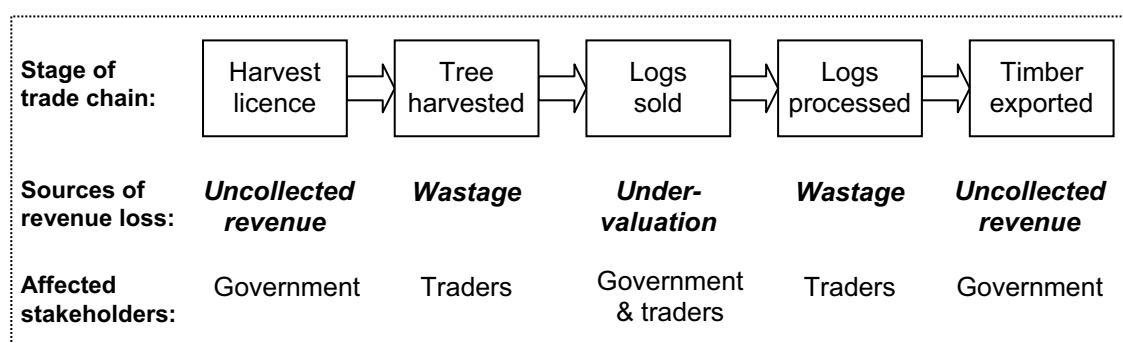 Stage of
trade chain:
Harvest
licence
Tree
harvested
Logs
sold
Logs
processed
Timber
exported
Sources of
revenue loss:
Uncollected
revenue
Wastage
Under-
valuation
Wastage
Uncollected
revenue
Affected
stakeholders:
Government
Traders
Government
& traders
Traders
Government